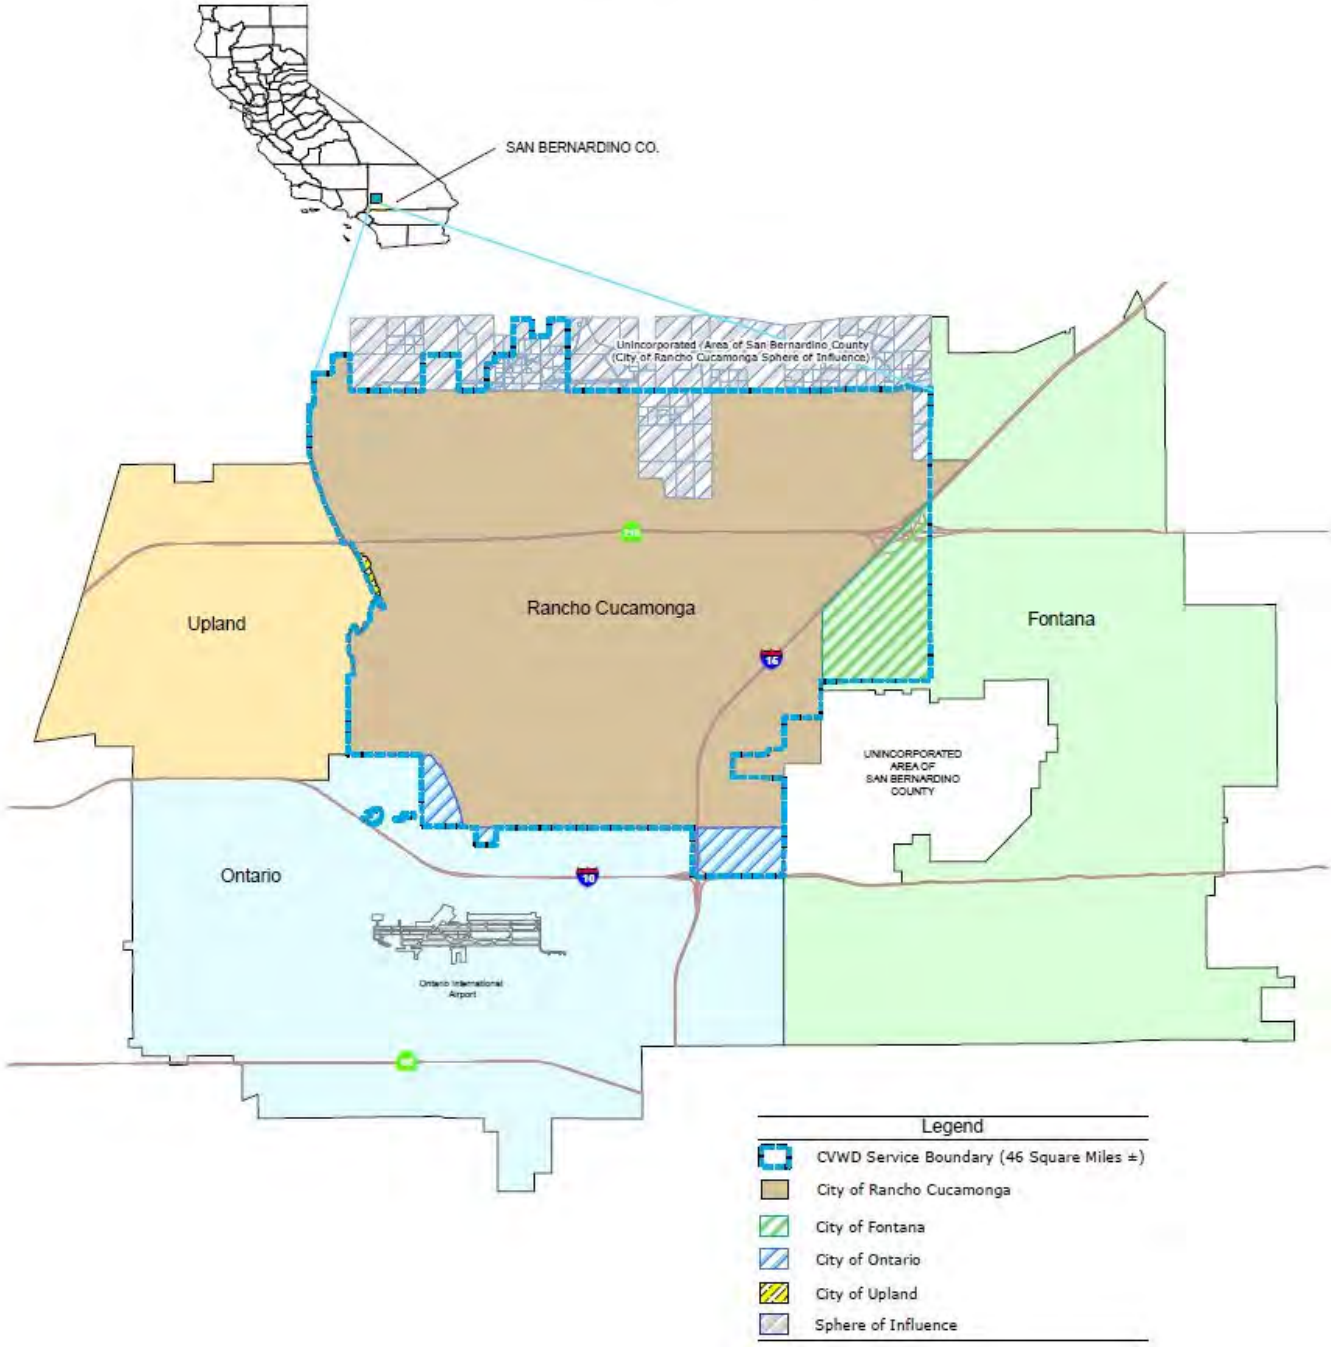 SAN BERNARDINO CO.
Unincorporated Area of San Bernardino County
(City of Rancho Cucamonga Sphere of Influence)
210
Rancho Cucamonga
Upland
Fontana
15
UNINCORPORATED
AREA OF
SAN BERNARDINO
COUNTY
Ontario
10
Ontario International
Airport
Legend
CVWD Service Boundary (46 Square Miles ±)
City of Rancho Cucamonga
City of Fontana
City of Ontario
City of Upland
Sphere of Influence